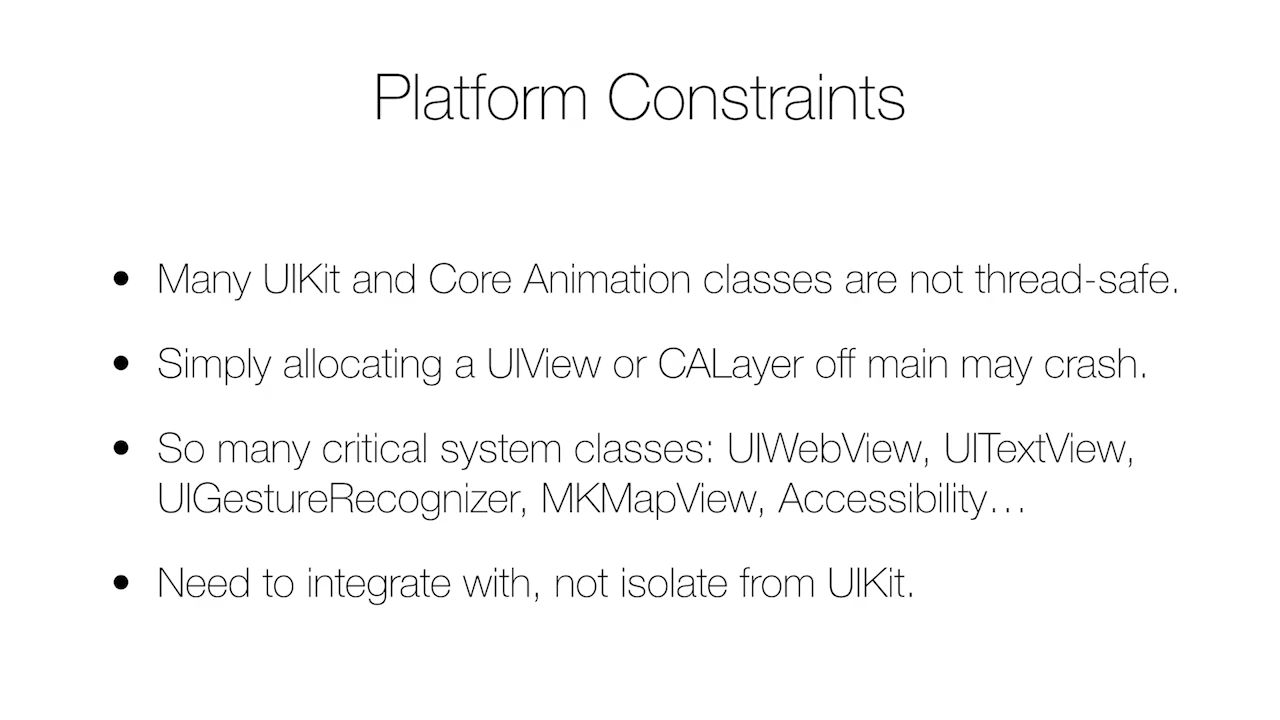 Platform Constraints
• Many UIKit and Core Animation classes are not thread-safe.
• Simply allocating a UIView or CALayer off main may crash.
• So many critical system classes: UIWebView, UITextView,
UIGestureRecognizer, MKMapView, Accessibility…
• Need to integrate with, not isolate from UIKit.